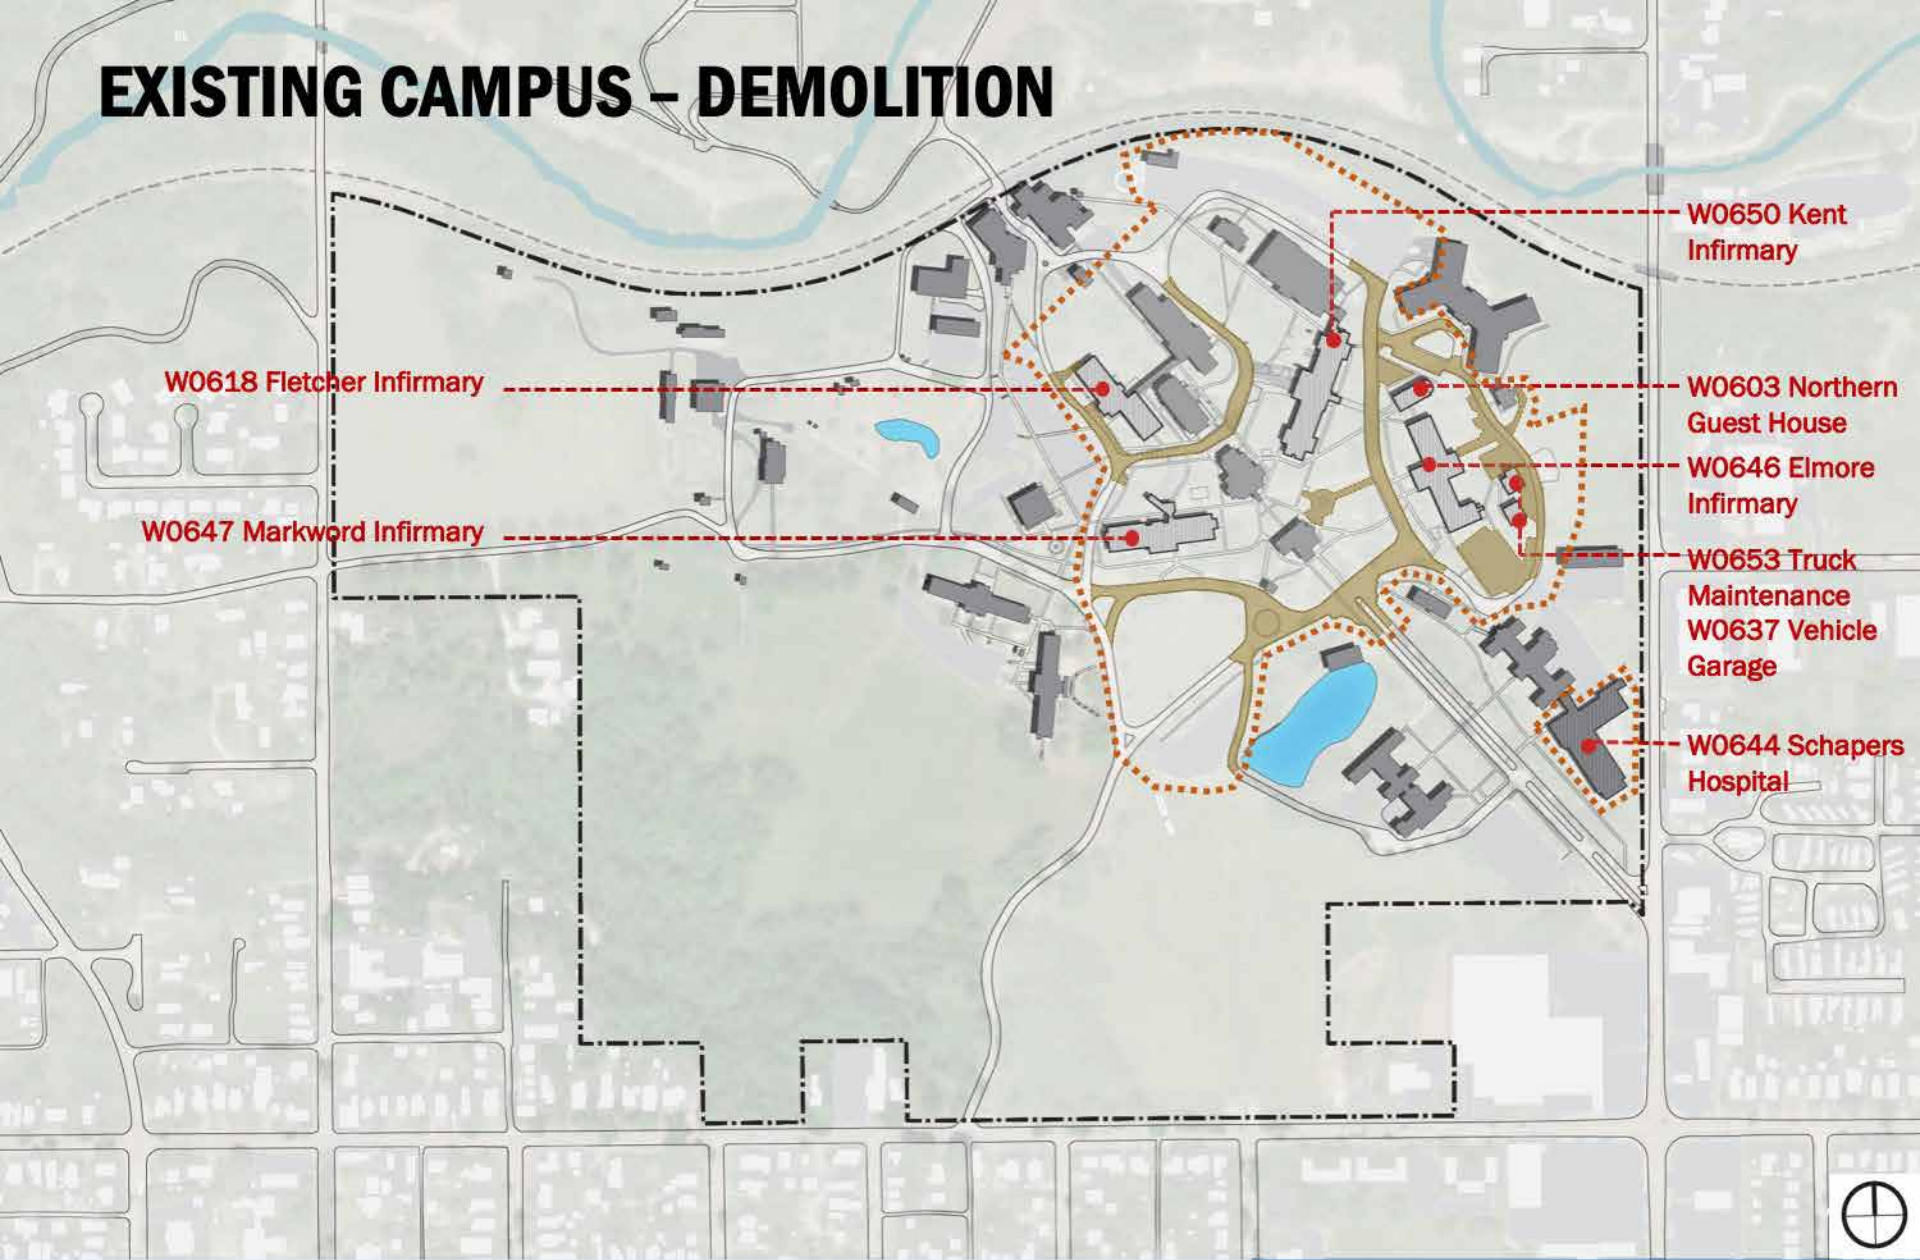 EXISTING CAMPUS – DEMOLITION
W0650 Kent
Infirmary
W0618 Fletcher Infirmary
W0603 Northern
Guest House
W0646 Elmore
Infirmary
W0647 Markword Infirmary
W0653 Truck
Maintenance
W0637 Vehicle
Garage
W0644 Schapers
Hospital